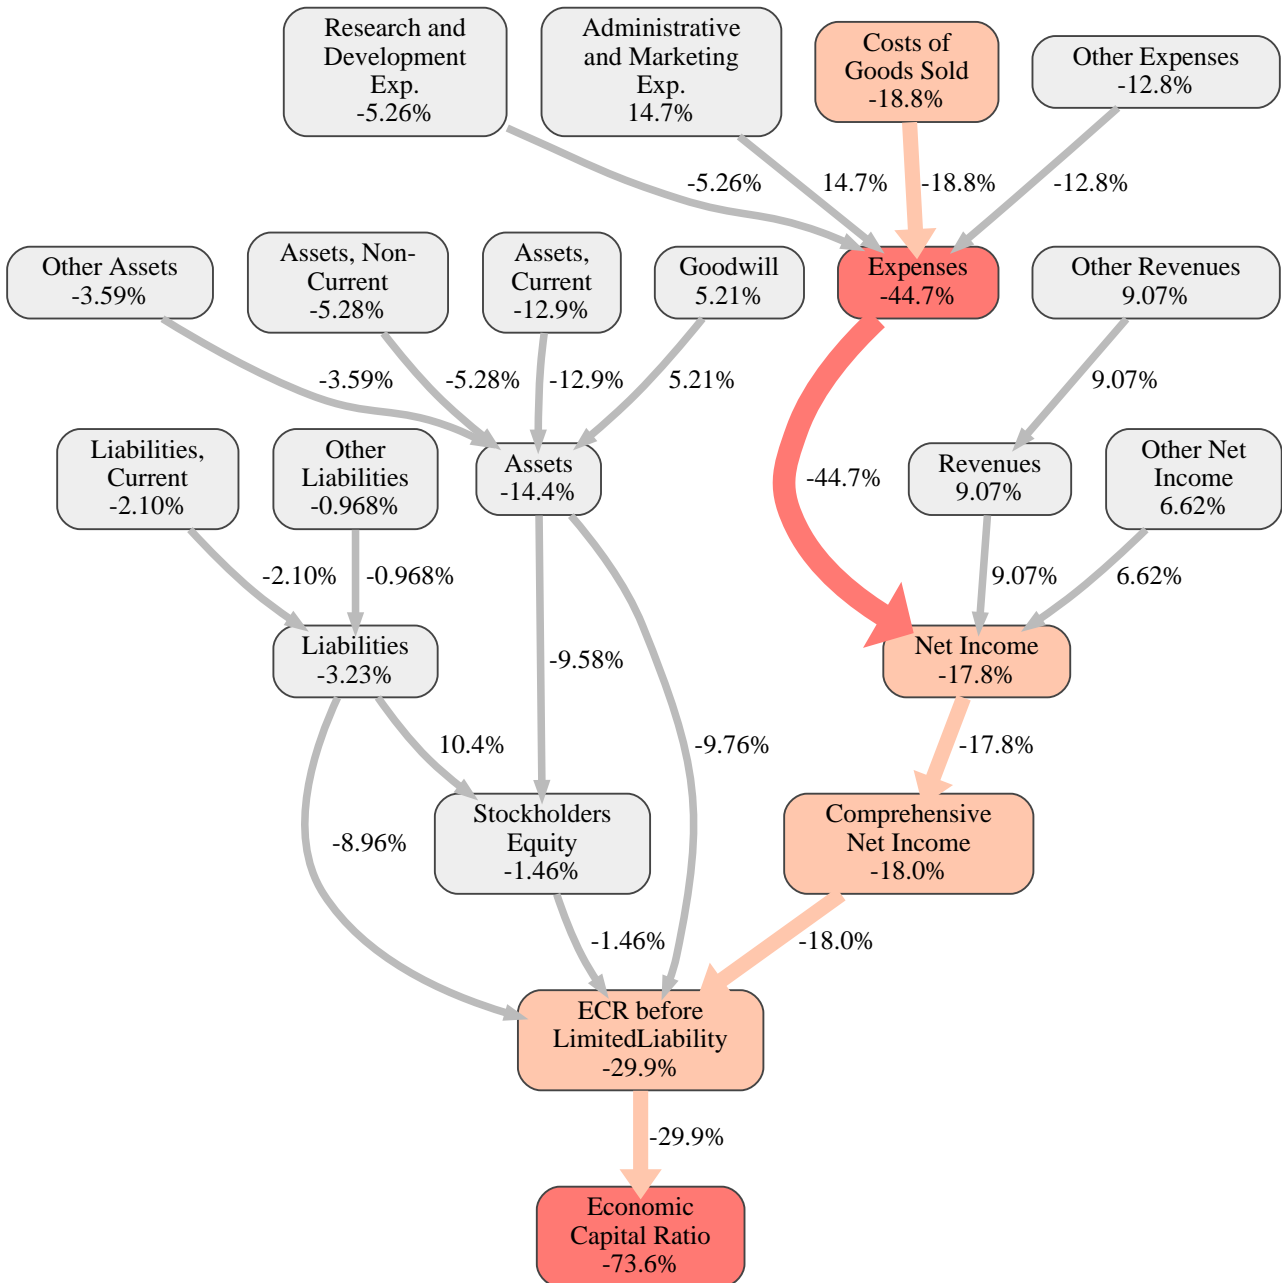 Research and
Development
Exp.
-5.26%
Administrative
and Marketing
Exp.
14.7%
Costs of
Goods Sold
-18.8%
Other Expenses
-12.8%
-5.26%
14.7%
-18.8%
-12.8%
Other Assets
-3.59%
Assets, Non-
Current
-5.28%
Assets,
Current
-12.9%
Goodwill
5.21%
Expenses
-44.7%
Other Revenues
9.07%
-3.59%
-5.28%
-12.9%
5.21%
9.07%
Liabilities,
Current
-2.10%
Other
Liabilities
-0.968%
Assets
-14.4%
-44.7%
Revenues
9.07%
Other Net
Income
6.62%
-2.10%
-0.968%
9.07%
6.62%
Liabilities
-3.23%
-9.58%
Net Income
-17.8%
10.4%
-9.76%
-17.8%
-8.96%
Stockholders
Equity
-1.46%
Comprehensive
Net Income
-18.0%
-1.46%
-18.0%
ECR before
LimitedLiability
-29.9%
-29.9%
Economic
Capital Ratio
-73.6%